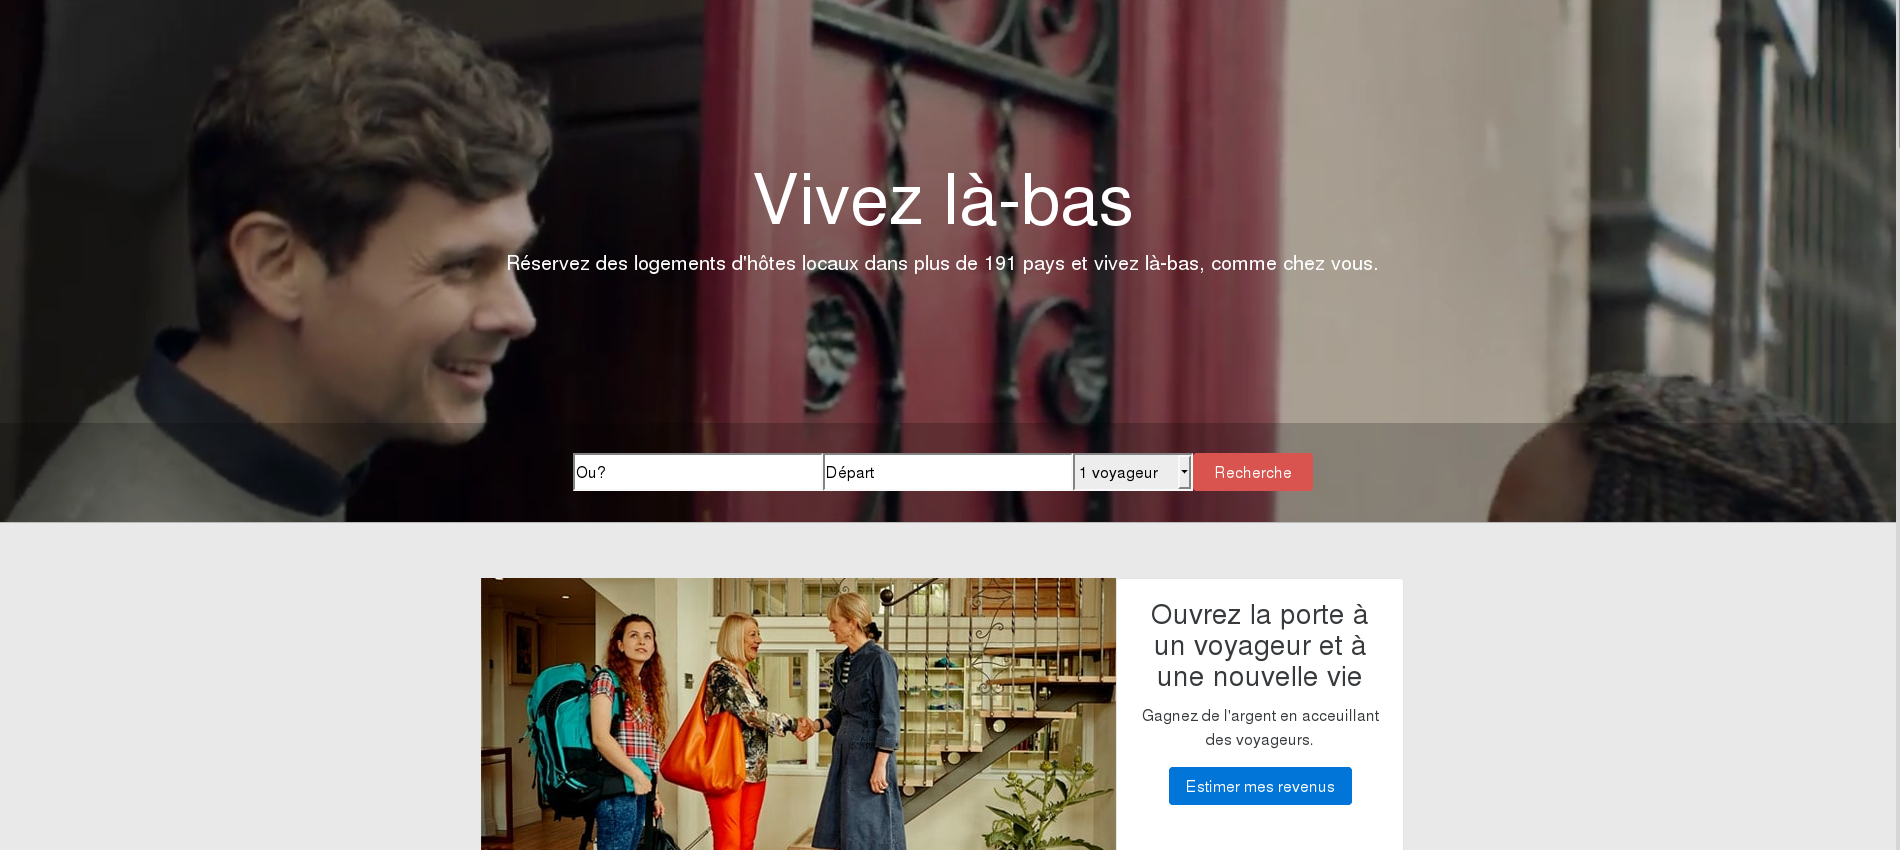 Vivez là-bas
Réservez des logements d'hôtes locaux dans plus de 191 pays et vivez là-bas, comme chez vous.
Ou?
Départ
1 voyageur
Recherche
Ouvrez la porte à
un voyageur et à
une nouvelle vie
Gagnez de l'argent en acceuillant
des voyageurs.
Estimer mes revenus